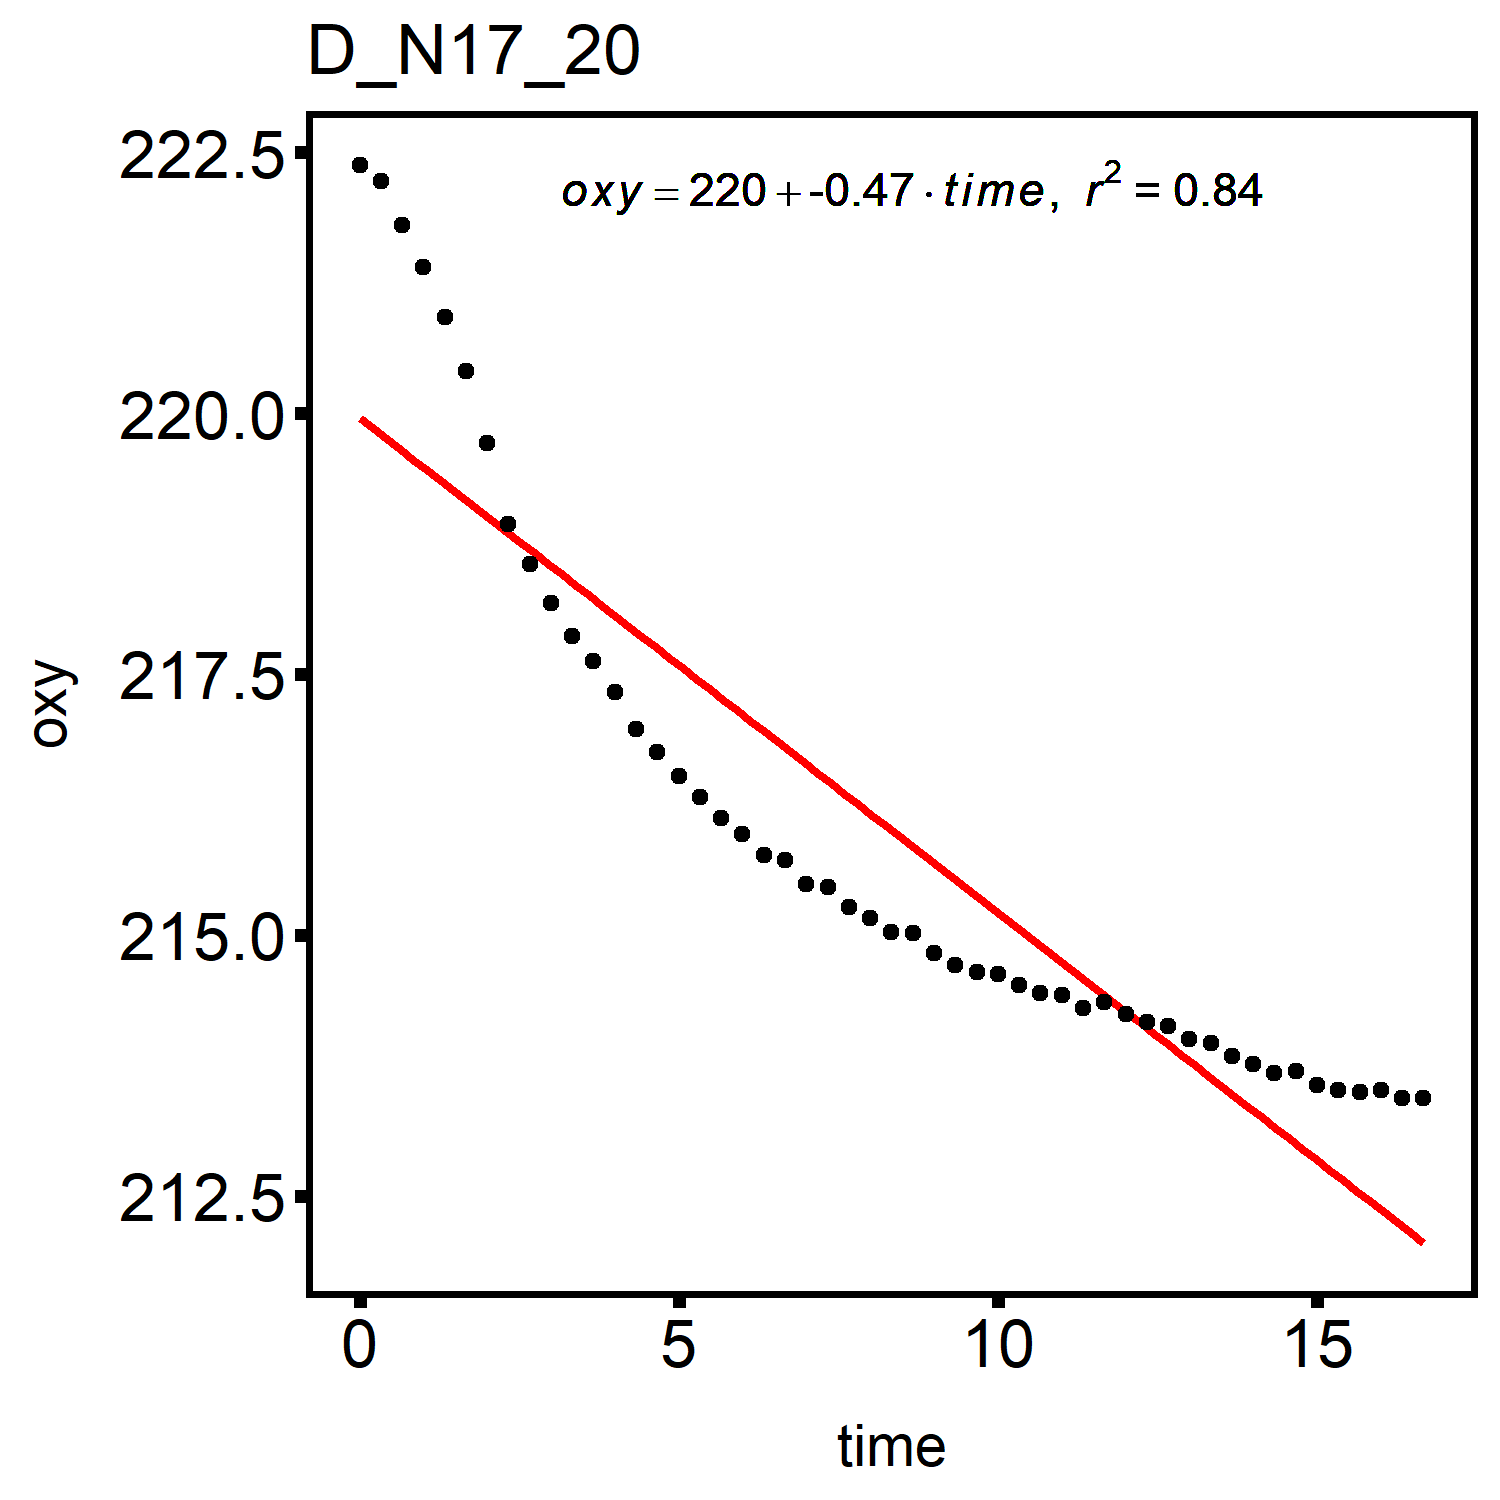 D_N17_20
oxy = 220 + -0.47 · time, r² = 0.84
222.5
220.0
217.5
215.0
212.5
oxy
0 5 10 15
time